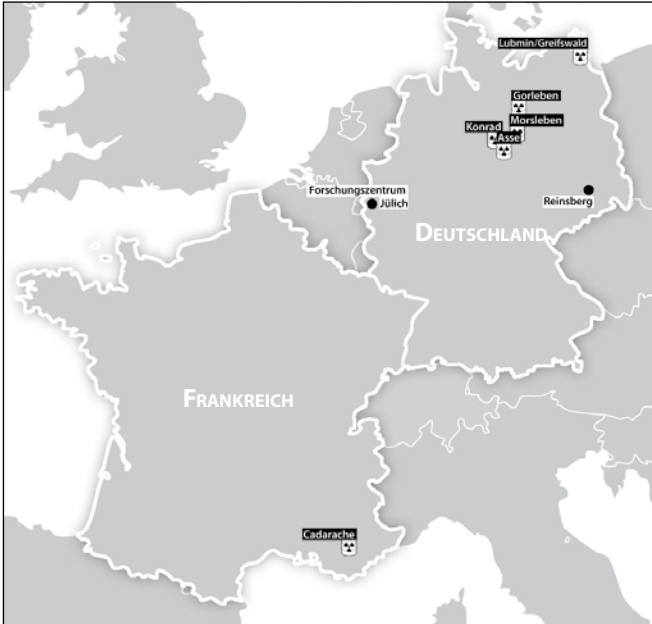 Lubmin/Greifswald
Gorleben
Morsleben
Konrad
Asse
Forschungszentrum
Jülich
Reinsberg
DEUTSCHLAND
FRANKREICH
Cadarache